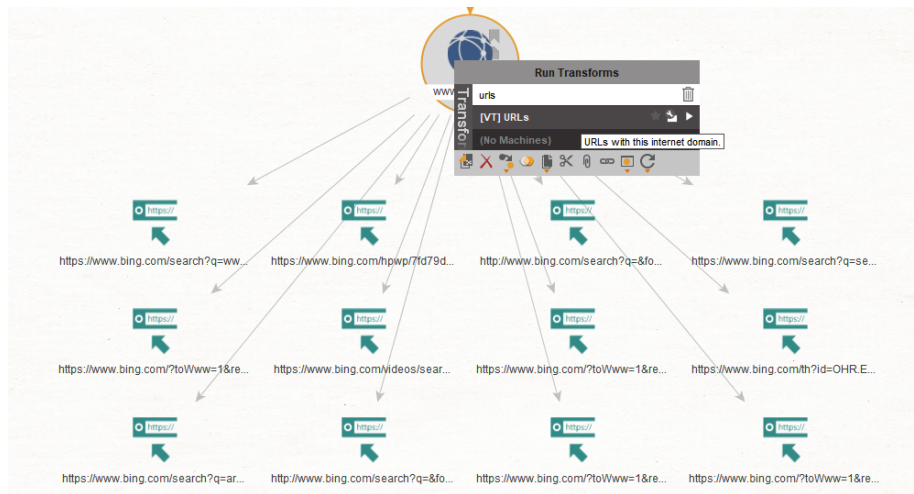 www
Run Transforms
Transfor
urls
[VT] URLs
(No Machines)
URLs with this internet domain.
https://
https://
https://
https://
https://www.bing.com/search?q=ww...
https://www.bing.com/hpwp/7fd79d...
http://www.bing.com/search?q=&fo...
https://www.bing.com/search?q=se...
https://
https://
https://
https://
https://www.bing.com/?toWww=1&re...
https://www.bing.com/videos/sear...
https://www.bing.com/?toWww=1&re...
https://www.bing.com/th?id=OHR.E...
https://
https://
https://
https://
https://www.bing.com/search?q=ar...
http://www.bing.com/search?q=&fo...
https://www.bing.com/?toWww=1&re...
https://www.bing.com/?toWww=1&re...